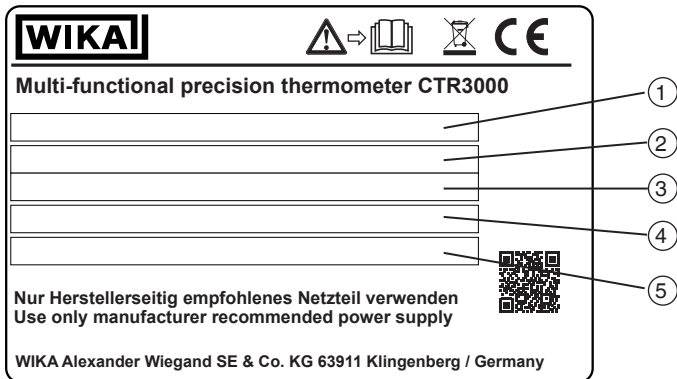 WIKAI
CE
Multi-functional precision thermometer CTR3000
1
2
3
4
5
Nur Herstellerseitig empfohlenes Netzteil verwenden
Use only manufacturer recommended power supply
WIKA Alexander Wiegand SE & Co. KG 63911 Klingenberg / Germany